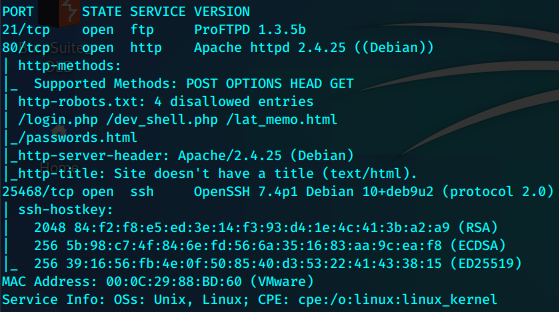 PORT STATE SERVICE VERSION
21/tcp open ftp ProFTPD 1.3.5b
80/tcp open http Apache httpd 2.4.25 ((Debian))
| http-methods:
|_ Supported Methods: POST OPTIONS HEAD GET
| http-robots.txt: 4 disallowed entries
| /login.php /dev_shell.php /lat_memo.html
|_/passwords.html
|_http-server-header: Apache/2.4.25 (Debian)
|_http-title: Site doesn't have a title (text/html).
25468/tcp open ssh OpenSSH 7.4p1 Debian 10+deb9u2 (protocol 2.0)
| ssh-hostkey:
| 2048 84:f2:f8:e5:ed:3e:14:f3:93:d4:1e:4c:41:3b:a2:a9 (RSA)
| 256 5b:98:c7:4f:84:6e:fd:56:6a:35:16:83:aa:9c:ea:f8 (ECDSA)
|_ 256 39:16:56:fb:4e:0f:50:85:40:d3:53:22:41:43:38:15 (ED25519)
MAC Address: 00:0C:29:88:BD:60 (VMware)
Service Info: OSs: Unix, Linux; CPE: cpe:/o:linux:linux_kernel